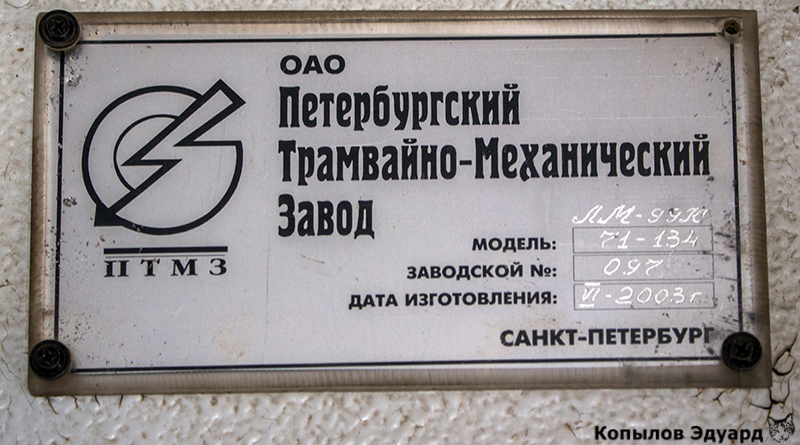 ОАО
Петербургский
Трамвайно-Механический
Завод
ПТМЗ
ЛМ-99К
МОДЕЛЬ: 71-134
ЗАВОДСКОЙ №: 097
ДАТА ИЗГОТОВЛЕНИЯ: VI-2003г
САНКТ-ПЕТЕРБУРГ
Копылов Эдуард